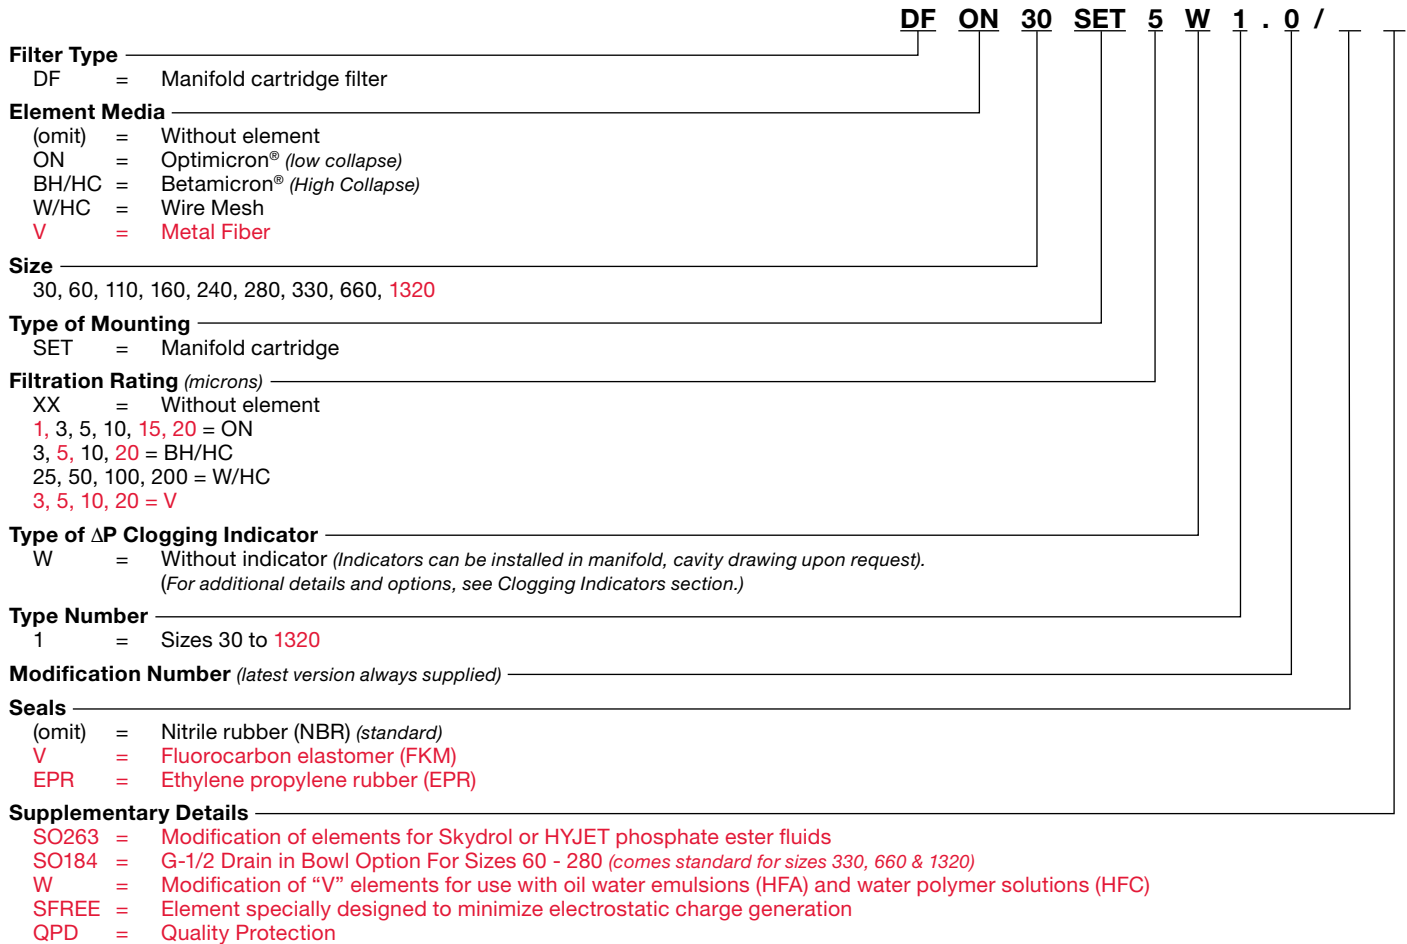 DF ON 30 SET 5 W 1 . 0 / _ _
Filter Type
DF = Manifold cartridge filter
Element Media
(omit) = Without element
ON = Optimicron® (low collapse)
BH/HC = Betamicron® (High Collapse)
W/HC = Wire Mesh
V = Metal Fiber
Size
30, 60, 110, 160, 240, 280, 330, 660, 1320
Type of Mounting
SET = Manifold cartridge
Filtration Rating (microns)
XX = Without element
1, 3, 5, 10, 15, 20 = ON
3, 5, 10, 20 = BH/HC
25, 50, 100, 200 = W/HC
3, 5, 10, 20 = V
Type of ΔP Clogging Indicator
W = Without indicator (Indicators can be installed in manifold, cavity drawing upon request).
(For additional details and options, see Clogging Indicators section.)
Type Number
1 = Sizes 30 to 1320
Modification Number (latest version always supplied)
Seals
(omit) = Nitrile rubber (NBR) (standard)
V = Fluorocarbon elastomer (FKM)
EPR = Ethylene propylene rubber (EPR)
Supplementary Details
SO263 = Modification of elements for Skydrol or HYJET phosphate ester fluids
SO184 = G-1/2 Drain in Bowl Option For Sizes 60 - 280 (comes standard for sizes 330, 660 & 1320)
W = Modification of “V” elements for use with oil water emulsions (HFA) and water polymer solutions (HFC)
SFREE = Element specially designed to minimize electrostatic charge generation
QPD = Quality Protection